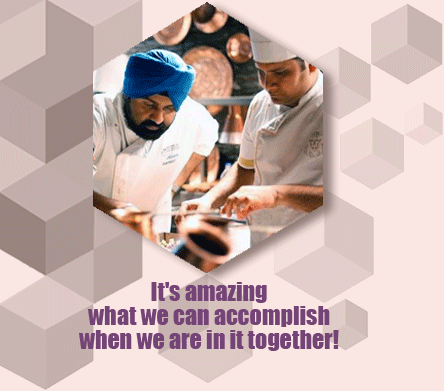 It's amazing
what we can accomplish
when we are in it together!